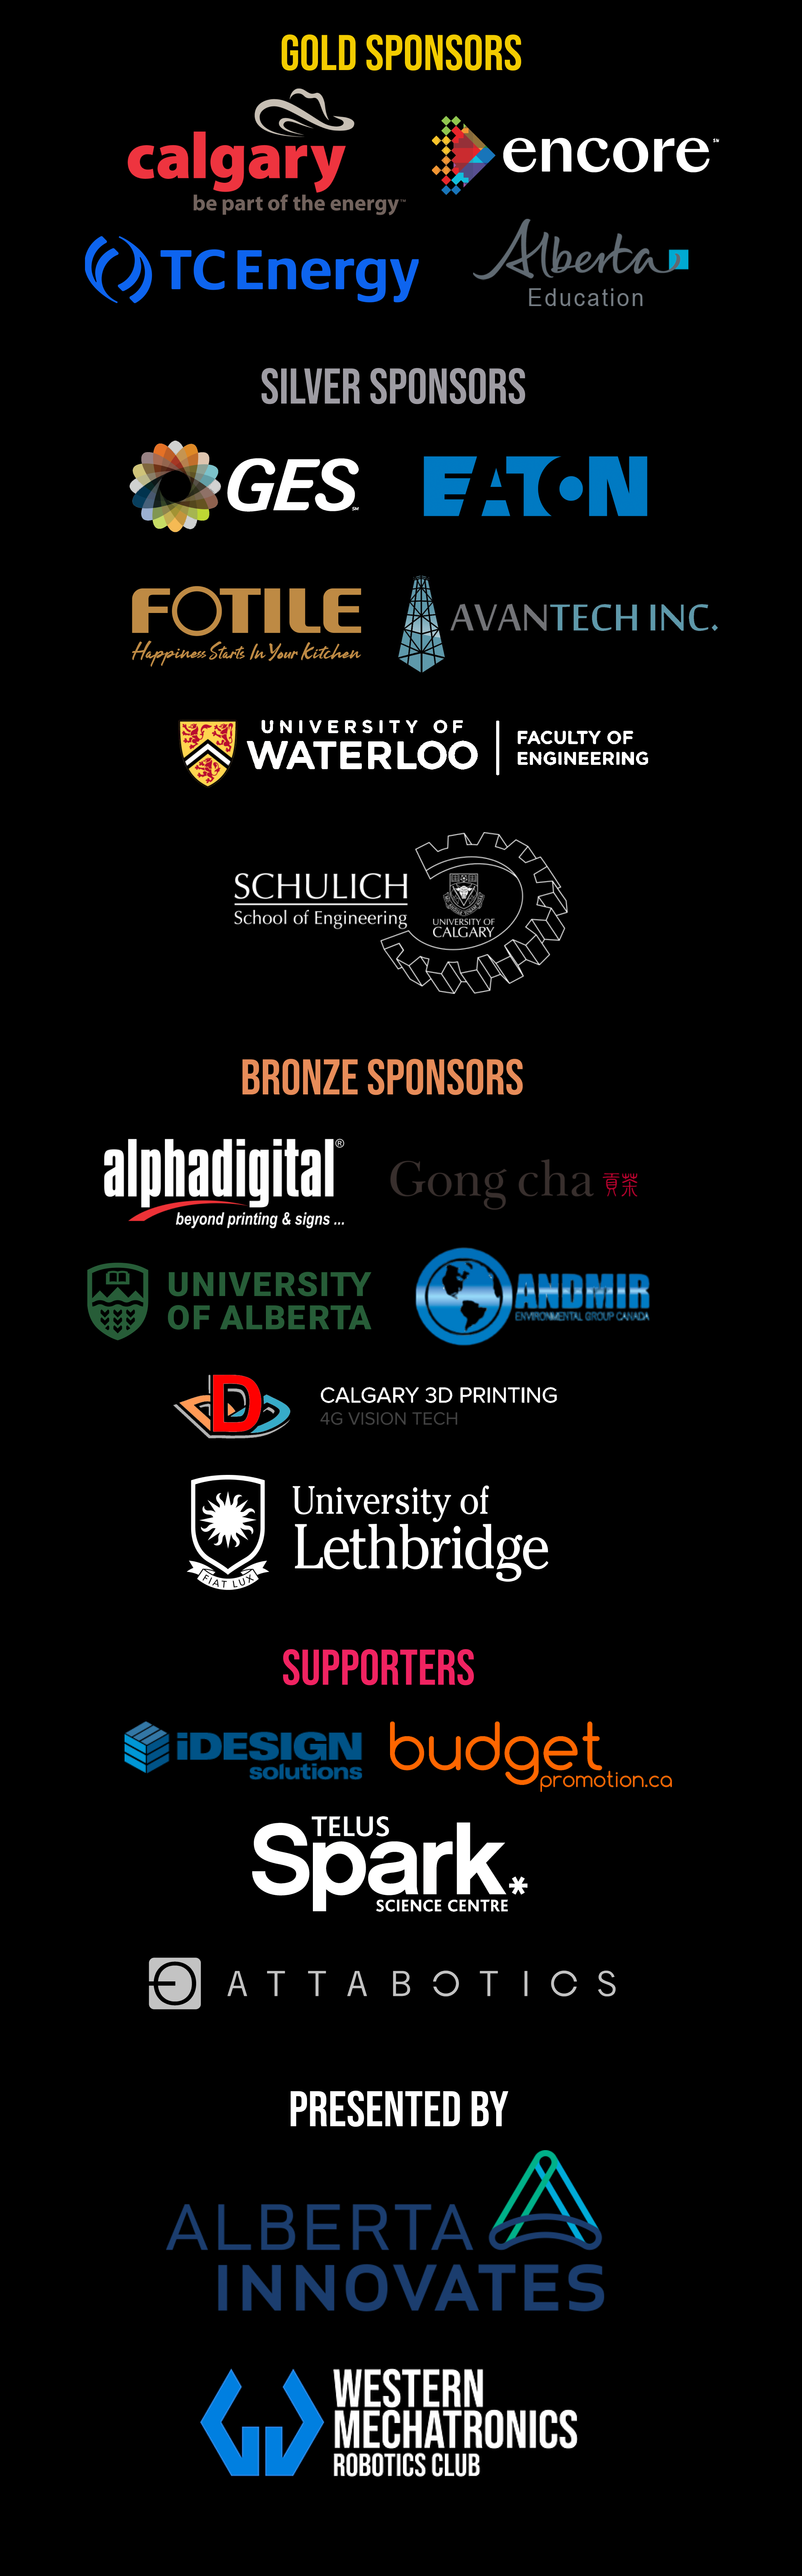 GOLD SPONSORS
calgary
be part of the energy™
encore℠
TC Energy
Alberta
Education
SILVER SPONSORS
GES℠
EATON
FOTILE
Happiness Starts In Your Kitchen
AVANTECH INC.
UNIVERSITY OF
WATERLOO
FACULTY OF
ENGINEERING
SCHULICH
School of Engineering
UNIVERSITY OF
CALGARY
BRONZE SPONSORS
alphadigital®
beyond printing & signs ...
Gong cha 貢茶
UNIVERSITY
OF ALBERTA
ANDMIR
ENVIRONMENTAL GROUP CANADA
D
CALGARY 3D PRINTING
4G VISION TECH
University of
Lethbridge
FIAT LUX
SUPPORTERS
iDESIGN
solutions
budget
promotion.ca
TELUS
Spark
SCIENCE CENTRE
ATTABOTICS
PRESENTED BY
ALBERTA
INNOVATES
WESTERN
MECHATRONICS
ROBOTICS CLUB